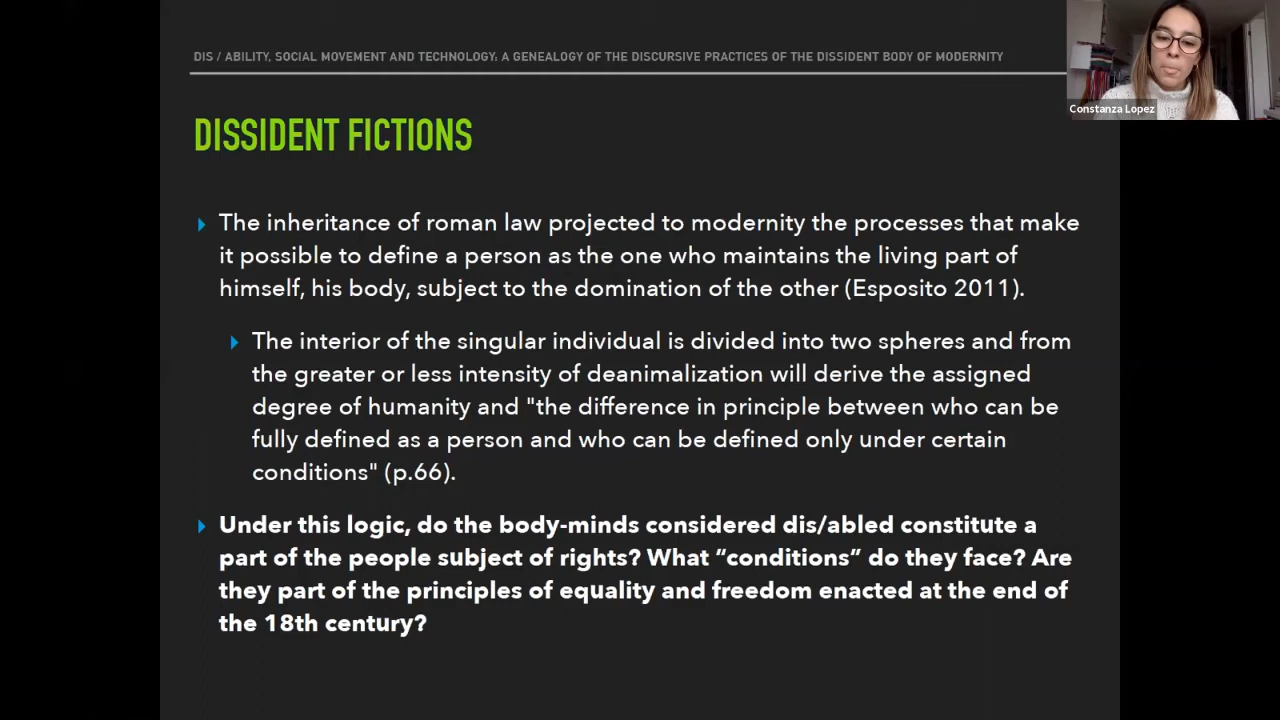 DIS / ABILITY, SOCIAL MOVEMENT AND TECHNOLOGY: A GENEALOGY OF THE DISCURSIVE PRACTICES OF THE DISSIDENT BODY OF MODERNITY
Constanza Lopez
DISSIDENT FICTIONS
The inheritance of roman law projected to modernity the processes that make
it possible to define a person as the one who maintains the living part of
himself, his body, subject to the domination of the other (Esposito 2011).
The interior of the singular individual is divided into two spheres and from
the greater or less intensity of deanimalization will derive the assigned
degree of humanity and "the difference in principle between who can be
fully defined as a person and who can be defined only under certain
conditions" (p.66).
Under this logic, do the body-minds considered dis/abled constitute a
part of the people subject of rights? What “conditions” do they face? Are
they part of the principles of equality and freedom enacted at the end of
the 18th century?